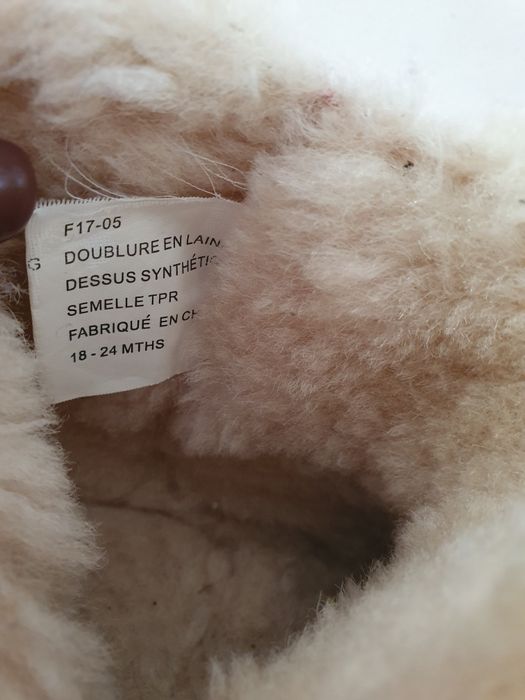 F17-05
G
DOUBLURE EN LAIN
DESSUS SYNTHÉTI
SEMELLE TPR
FABRIQUÉ EN CH
18 - 24 MTHS